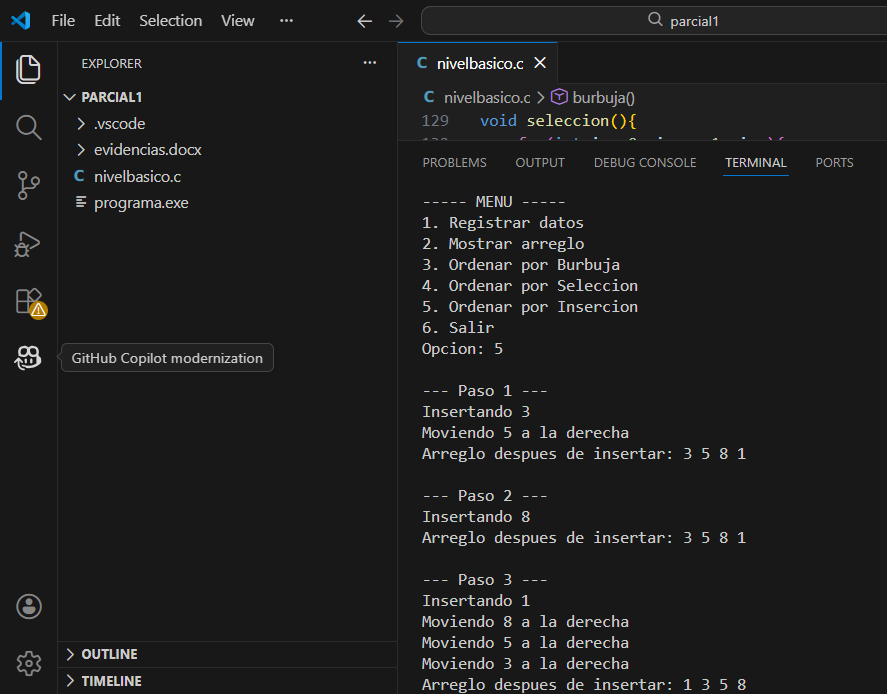 File Edit Selection View ... parcial1
EXPLORER ...
PARCIAL1
.vscode
evidencias.docx
C nivelbasico.c
programa.exe
GitHub Copilot modernization
OUTLINE
TIMELINE
C nivelbasico.c
C nivelbasico.c > burbuja()
129 void seleccion(){
PROBLEMS OUTPUT DEBUG CONSOLE TERMINAL PORTS
----- MENU -----
1. Registrar datos
2. Mostrar arreglo
3. Ordenar por Burbuja
4. Ordenar por Seleccion
5. Ordenar por Insercion
6. Salir
Opcion: 5
--- Paso 1 ---
Insertando 3
Moviendo 5 a la derecha
Arreglo despues de insertar: 3 5 8 1
--- Paso 2 ---
Insertando 8
Arreglo despues de insertar: 3 5 8 1
--- Paso 3 ---
Insertando 1
Moviendo 8 a la derecha
Moviendo 5 a la derecha
Moviendo 3 a la derecha
Arreglo despues de insertar: 1 3 5 8